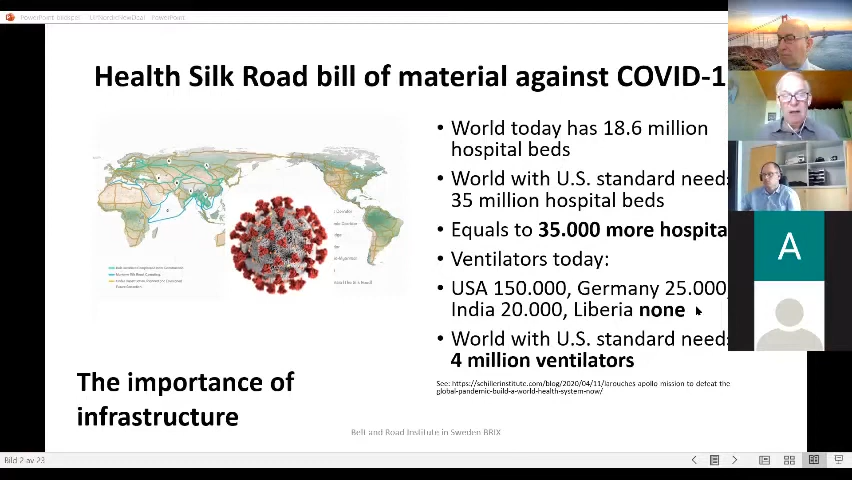 Health Silk Road bill of material against COVID-1
• World today has 18.6 million
hospital beds
• World with U.S. standard need
35 million hospital beds
• Equals to 35.000 more hospita
• Ventilators today:
• USA 150.000, Germany 25.000,
India 20.000, Liberia none
• World with U.S. standard need
4 million ventilators
See: https://schillerinstitute.com/blog/2020/04/11/larouches-apollo-mission-to-defeat-the
global-pandemic-build-a-world-health-system-now/
The importance of
infrastructure
Belt and Road Institute in Sweden BRIX
A
Bild 2 av 23